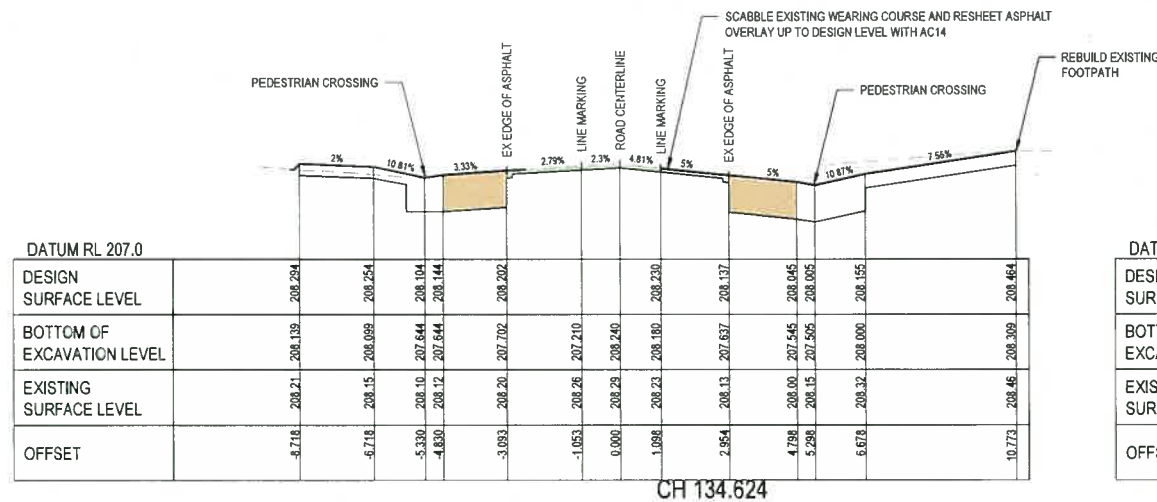 SCABBLE EXISTING WEARING COURSE AND RESHEET ASPHALT
OVERLAY UP TO DESIGN LEVEL WITH AC14
REBUILD EXISTING
FOOTPATH
PEDESTRIAN CROSSING
EX EDGE OF ASPHALT
LINE MARKING
ROAD CENTERLINE
LINE MARKING
EX EDGE OF ASPHALT
PEDESTRIAN CROSSING
2% 10.81% 3.33% 2.79% 2.3% 4.81% 5% 5% 10.87% 7.55%
DATUM RL 207.0
DESIGN
SURFACE LEVEL
208.294 208.254 208.104 208.144 208.202 208.230 208.137 208.045 208.005 208.155 208.464
BOTTOM OF
EXCAVATION LEVEL
208.139 208.099 207.644 207.644 207.702 207.210 208.240 208.180 207.637 207.545 207.505 208.000 208.309
EXISTING
SURFACE LEVEL
208.21 208.15 208.10 208.12 208.20 208.26 208.29 208.23 208.13 208.00 208.15 208.32 208.46
OFFSET
-8.718 -6.718 -5.330 -4.830 -3.093 -1.053 0.000 1.098 2.954 4.798 5.298 6.678 10.773
CH 134.624
DAT
DESI
SUR
BOTT
EXCA
EXIS
SUR
OFFS